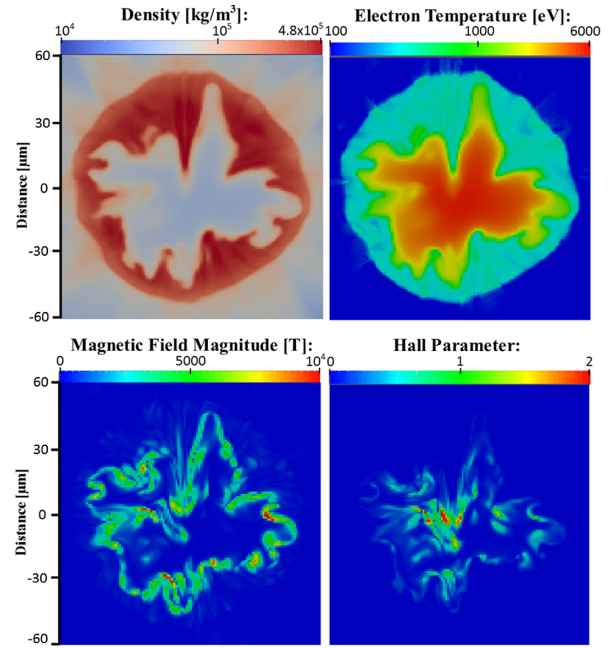 Density [kg/m³]: Electron Temperature [eV]:
10⁴ 10⁵ 4.8x10⁵ 100 1000 6000
60
30
0
-30
-60
Distance [μm]
Magnetic Field Magnitude [T]: Hall Parameter:
0 5000 10⁴ 1 2
60
30
0
-30
-60
Distance [μm]